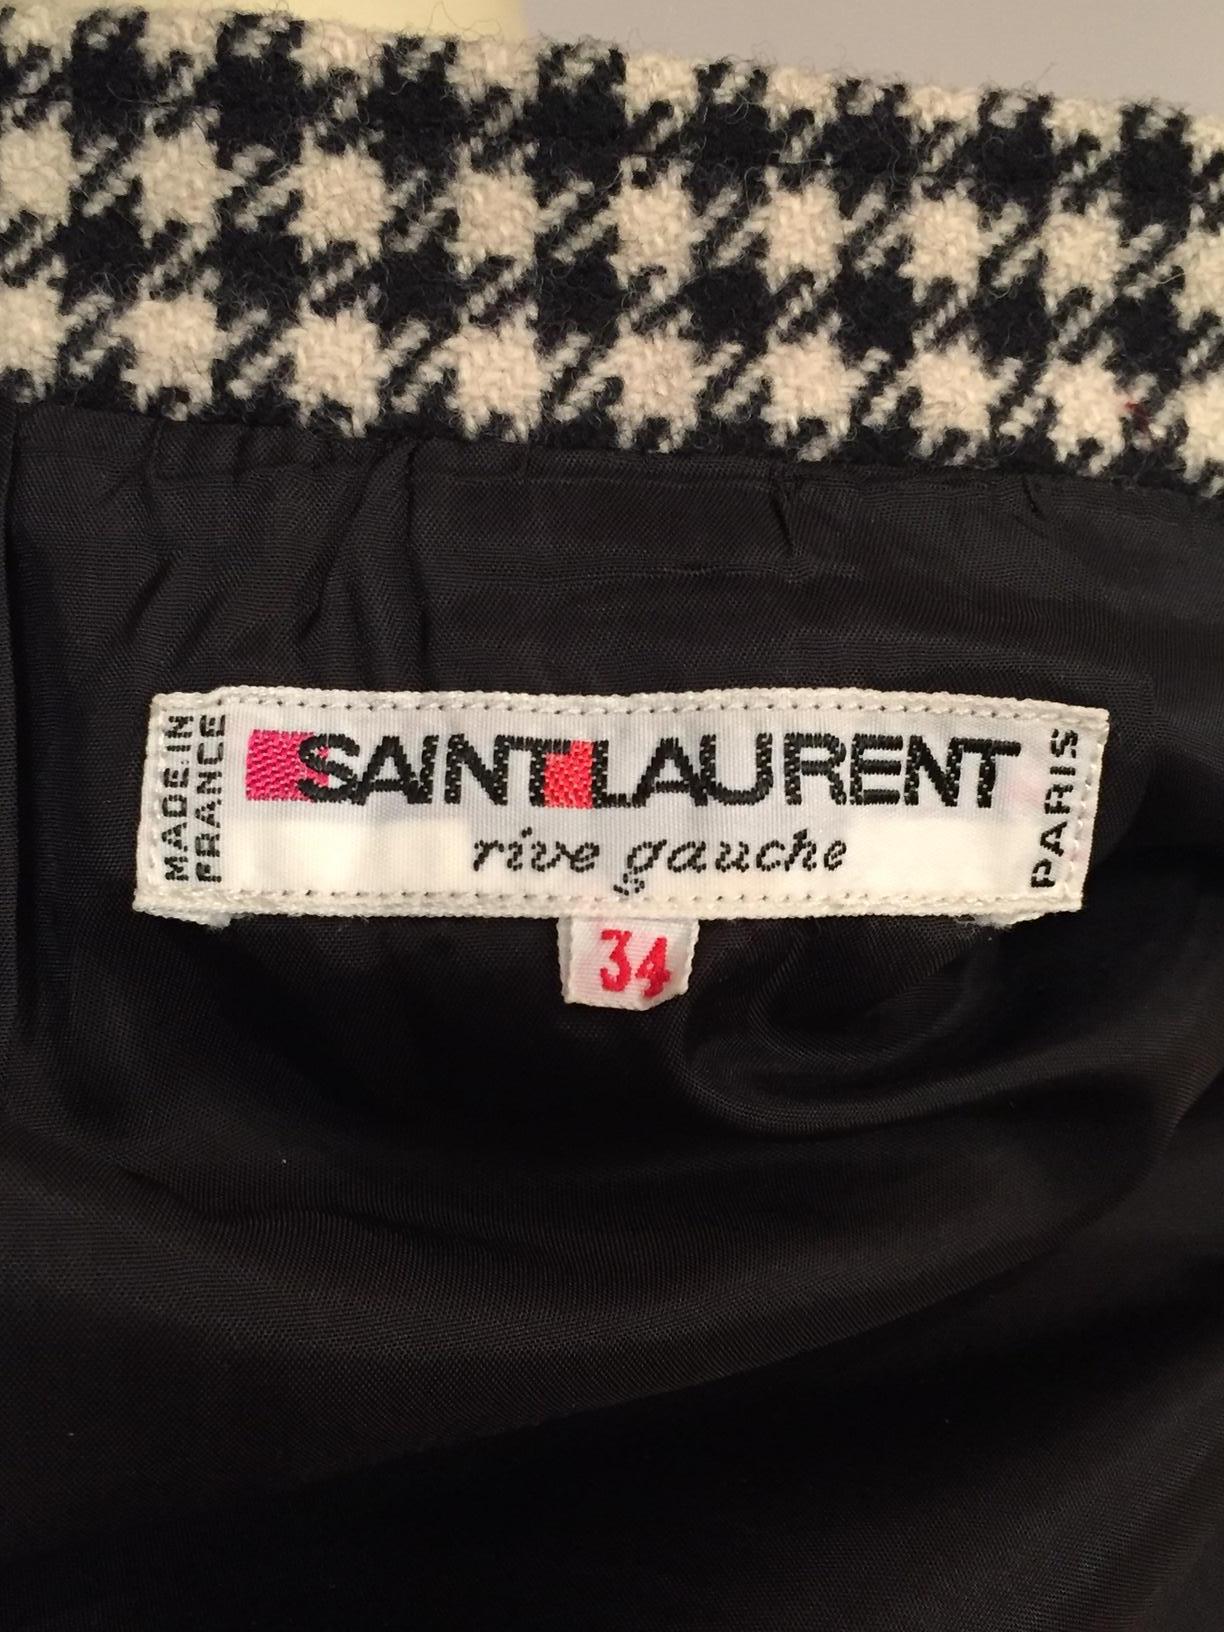 MADE IN
FRANCE
SAINT LAURENT
rive gauche
PARIS
34